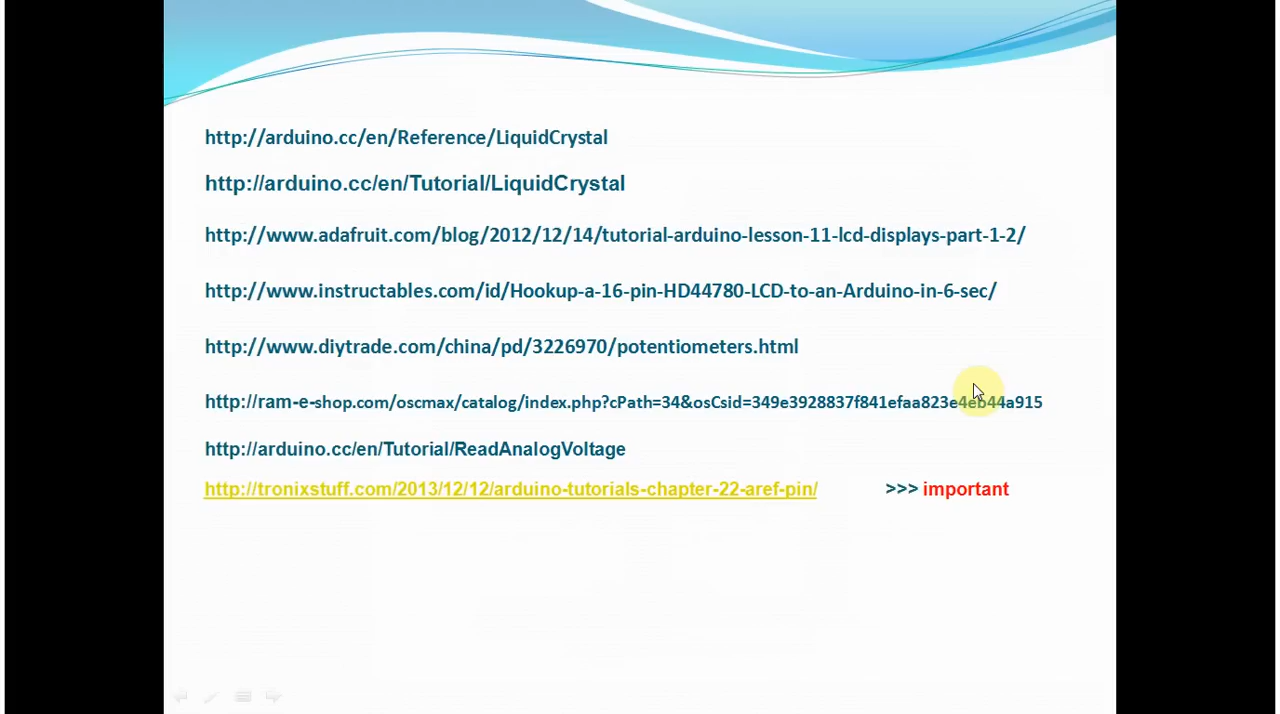 http://arduino.cc/en/Reference/LiquidCrystal
http://arduino.cc/en/Tutorial/LiquidCrystal
http://www.adafruit.com/blog/2012/12/14/tutorial-arduino-lesson-11-lcd-displays-part-1-2/
http://www.instructables.com/id/Hookup-a-16-pin-HD44780-LCD-to-an-Arduino-in-6-sec/
http://www.diytrade.com/china/pd/3226970/potentiometers.html
http://ram-e-shop.com/oscmax/catalog/index.php?cPath=34&osCsid=349e3928837f841efaa823e4eb44a915
http://arduino.cc/en/Tutorial/ReadAnalogVoltage
http://tronixstuff.com/2013/12/12/arduino-tutorials-chapter-22-aref-pin/ >>> important